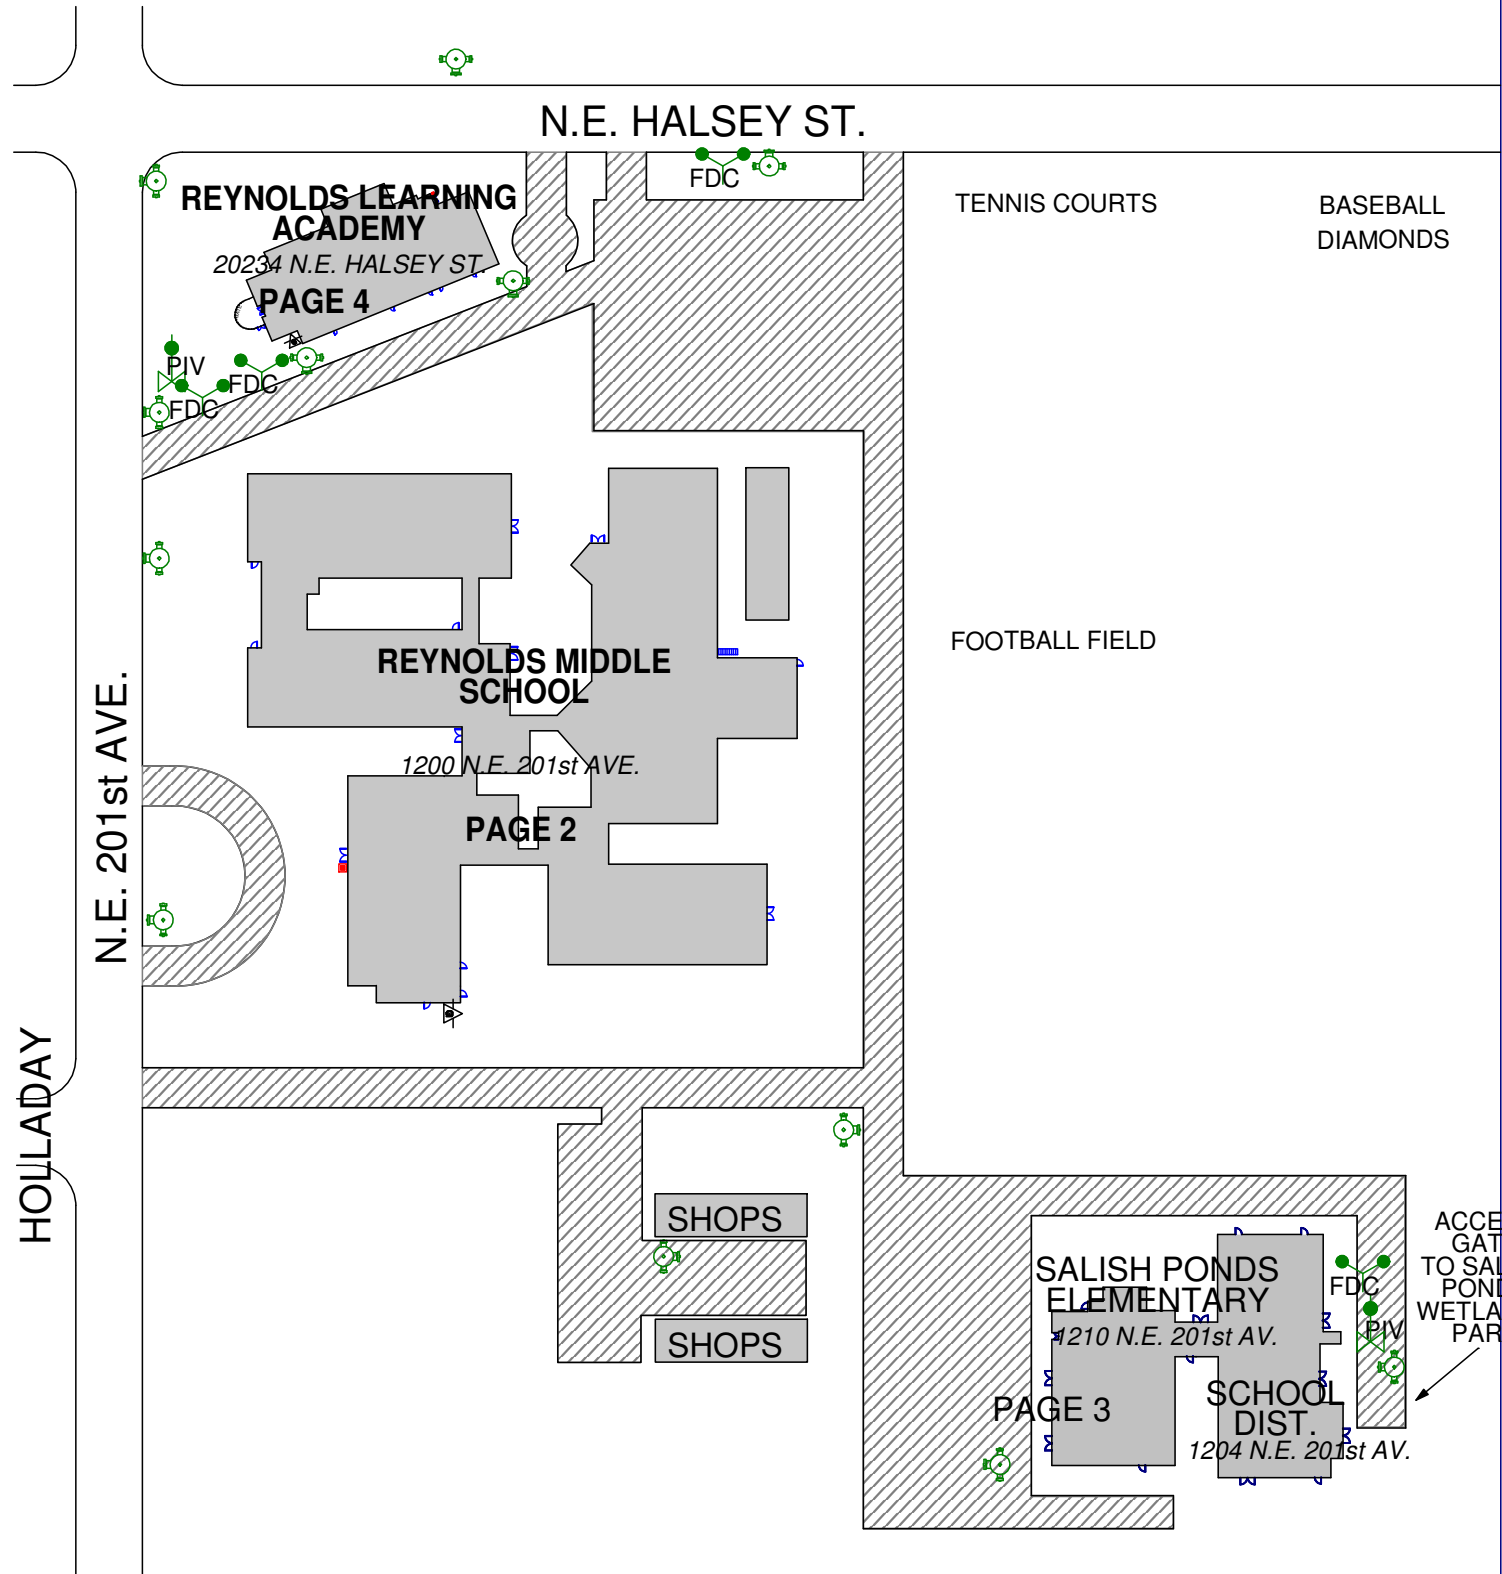 N.E. HALSEY ST.
FDC
REYNOLDS LEARNING
ACADEMY
20234 N.E. HALSEY ST.
PAGE 4
TENNIS COURTS
BASEBALL
DIAMONDS
PIV
FDC
FDC
FOOTBALL FIELD
REYNOLDS MIDDLE
SCHOOL
1200 N.E. 201st AVE.
PAGE 2
N.E. 201st AVE.
HOLLADAY
SHOPS
SHOPS
SALISH PONDS
ELEMENTARY
1210 N.E. 201st AV.
PAGE 3
SCHOOL
DIST.
1204 N.E. 201st AV.
FDC
PIV
ACCE
GAT
TO SAL
POND
WETLA
PAR